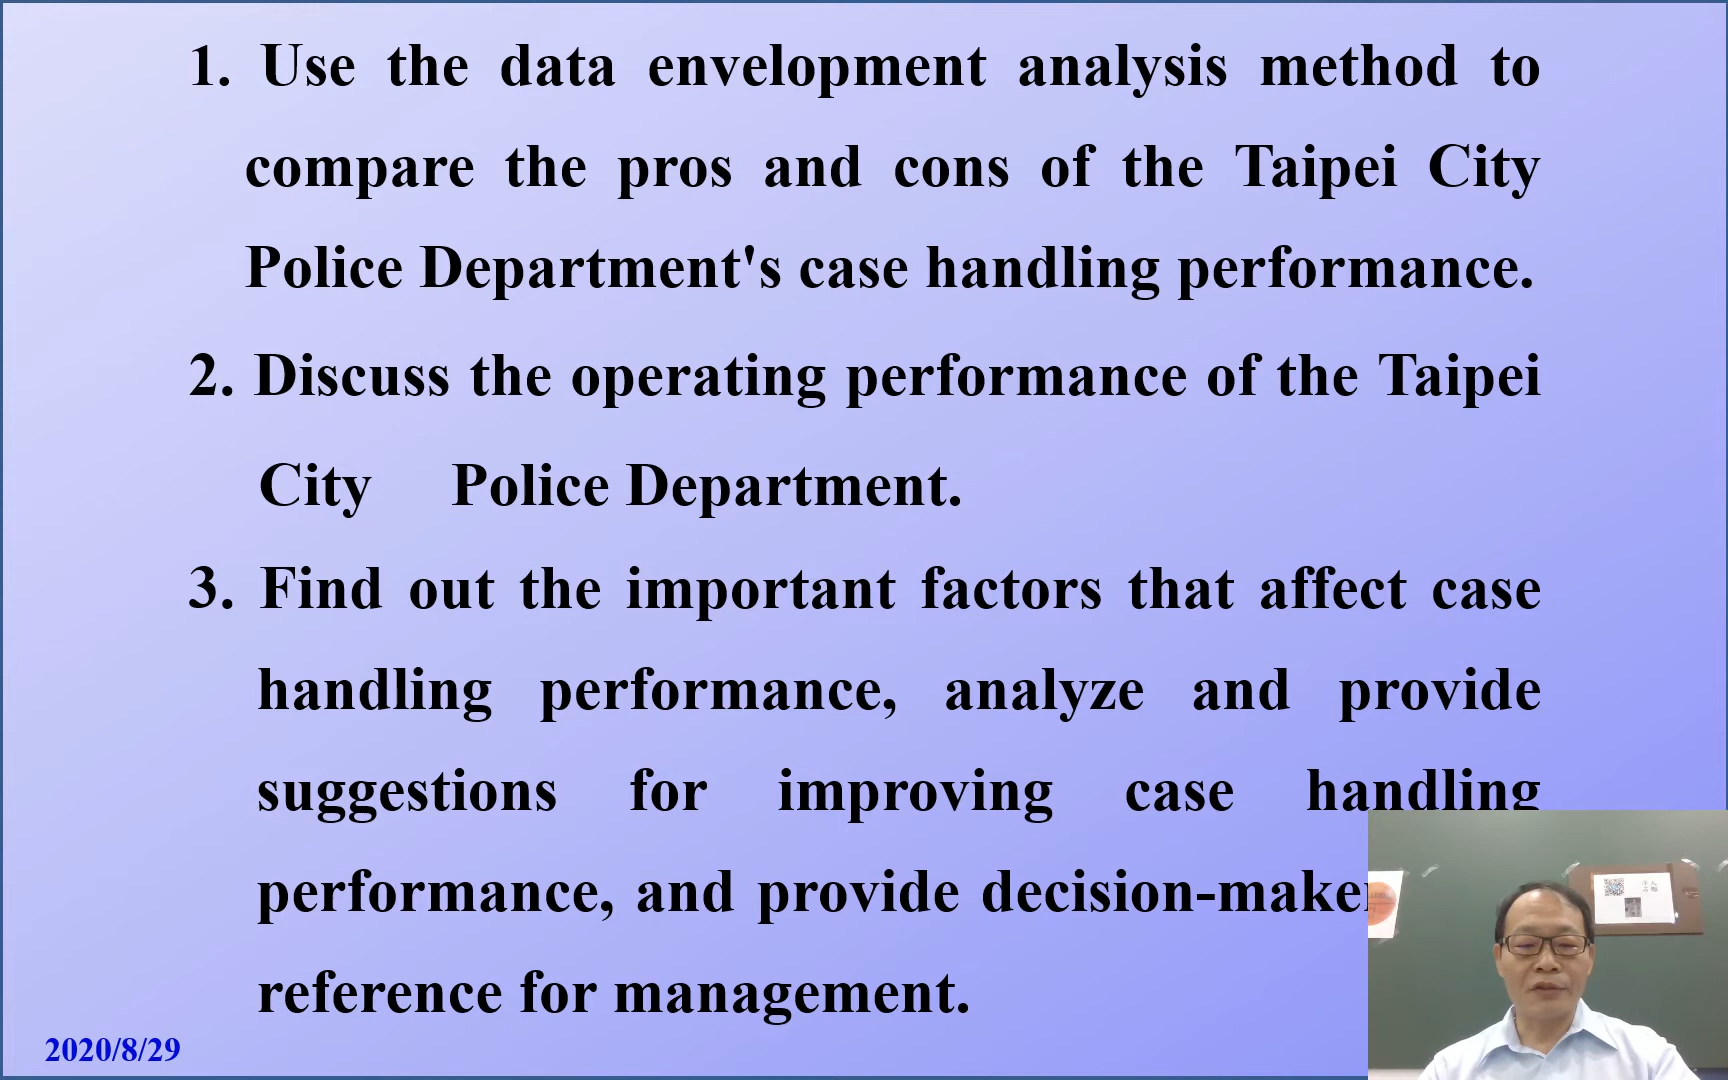 1. Use the data envelopment analysis method to
compare the pros and cons of the Taipei City
Police Department's case handling performance.
2. Discuss the operating performance of the Taipei
City Police Department.
3. Find out the important factors that affect case
handling performance, analyze and provide
suggestions for improving case handling
performance, and provide
reference for management.
2020/8/29